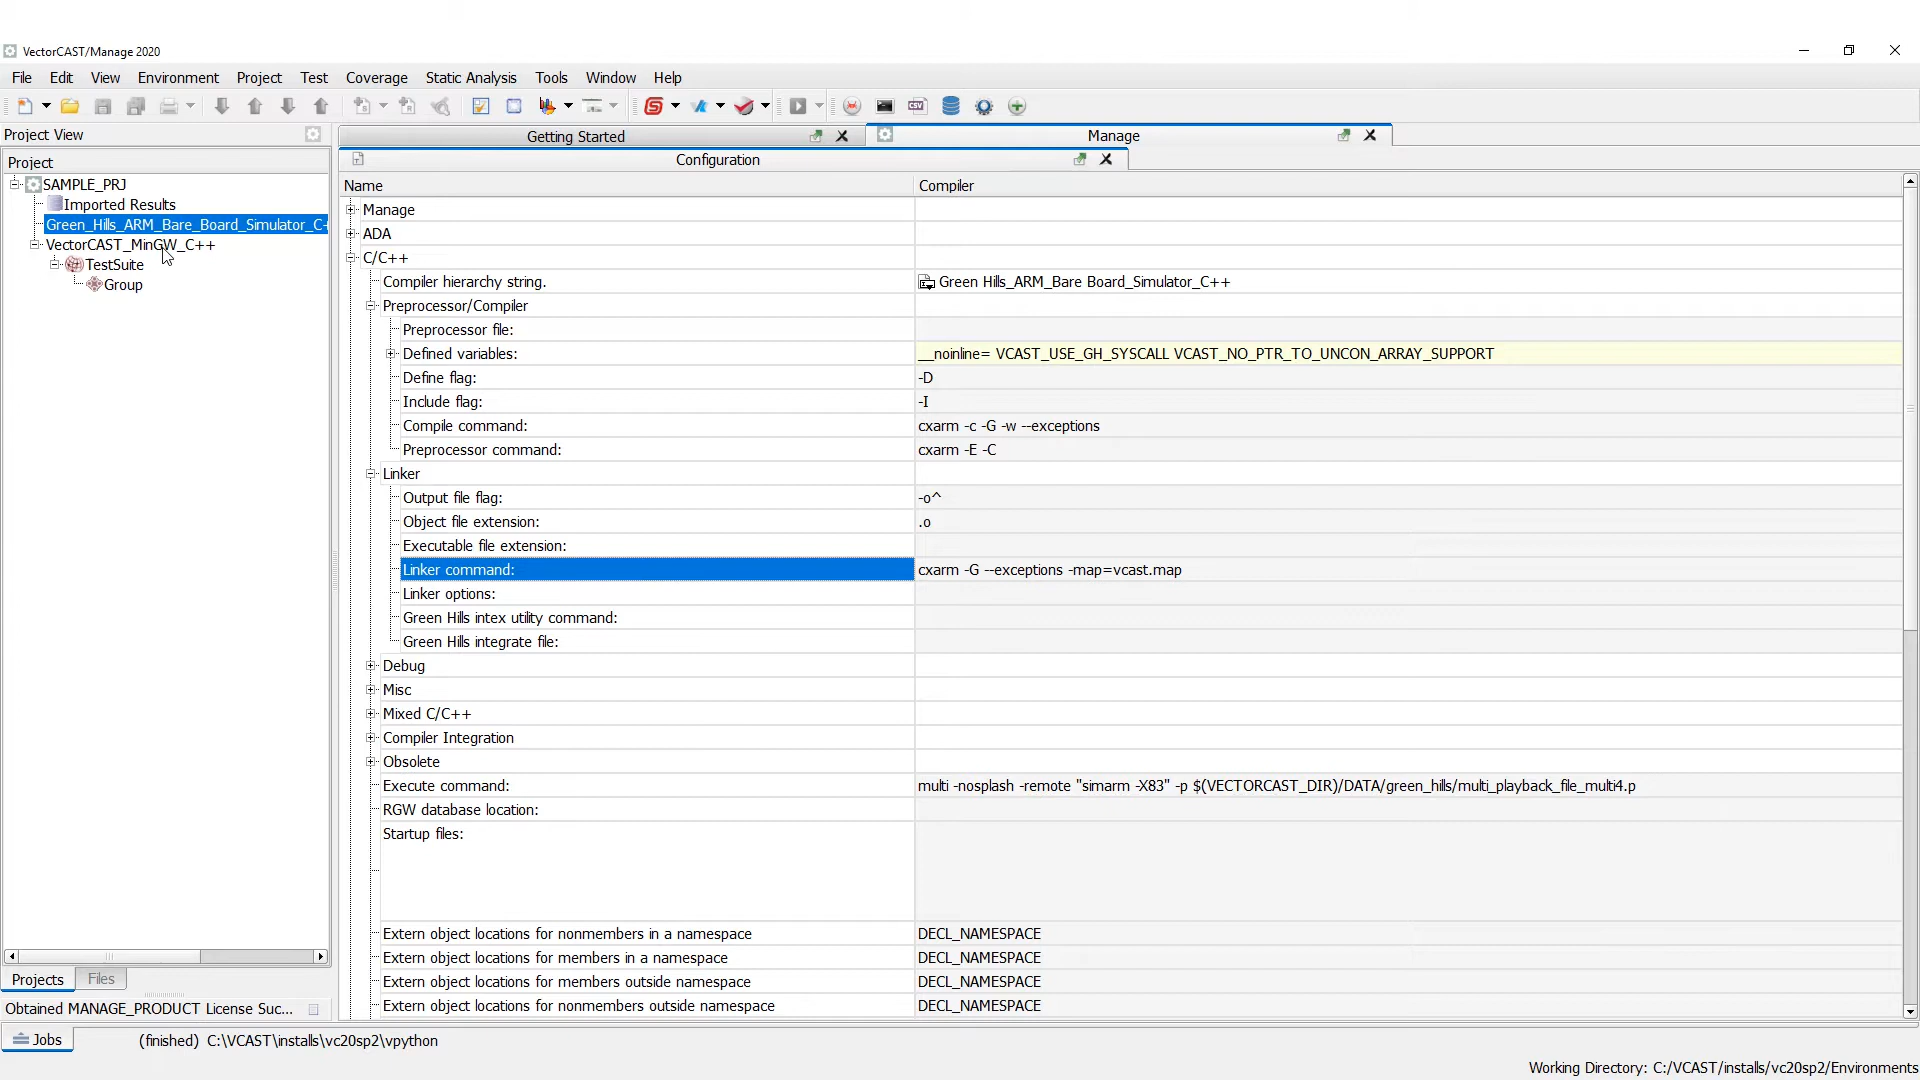 VectorCAST/Manage 2020
File Edit View Environment Project Test Coverage Static Analysis Tools Window Help
Project View
Getting Started
Manage
Configuration
Project
SAMPLE_PRJ
Imported Results
Green_Hills_ARM_Bare_Board_Simulator_C+
VectorCAST_MinGW_C++
TestSuite
Group
Name Compiler
Manage
ADA
C/C++
Compiler hierarchy string. Green Hills_ARM_Bare Board_Simulator_C++
Preprocessor/Compiler
Preprocessor file:
Defined variables: __noinline= VCAST_USE_GH_SYSCALL VCAST_NO_PTR_TO_UNCON_ARRAY_SUPPORT
Define flag: -D
Include flag: -I
Compile command: cxarm -c -G -w --exceptions
Preprocessor command: cxarm -E -C
Linker
Output file flag: -o^
Object file extension: .o
Executable file extension:
Linker command: cxarm -G --exceptions -map=vcast.map
Linker options:
Green Hills intex utility command:
Green Hills integrate file:
Debug
Misc
Mixed C/C++
Compiler Integration
Obsolete
Execute command: multi -nosplash -remote "simarm -X83" -p $(VECTORCAST_DIR)/DATA/green_hills/multi_playback_file_multi4.p
RGW database location:
Startup files:
Extern object locations for nonmembers in a namespace DECL_NAMESPACE
Extern object locations for members in a namespace DECL_NAMESPACE
Extern object locations for members outside namespace DECL_NAMESPACE
Extern object locations for nonmembers outside namespace DECL_NAMESPACE
Projects Files
Obtained MANAGE_PRODUCT License Suc...
Jobs (finished) C:\VCAST\installs\vc20sp2\vpython
Working Directory: C:/VCAST/installs/vc20sp2/Environments